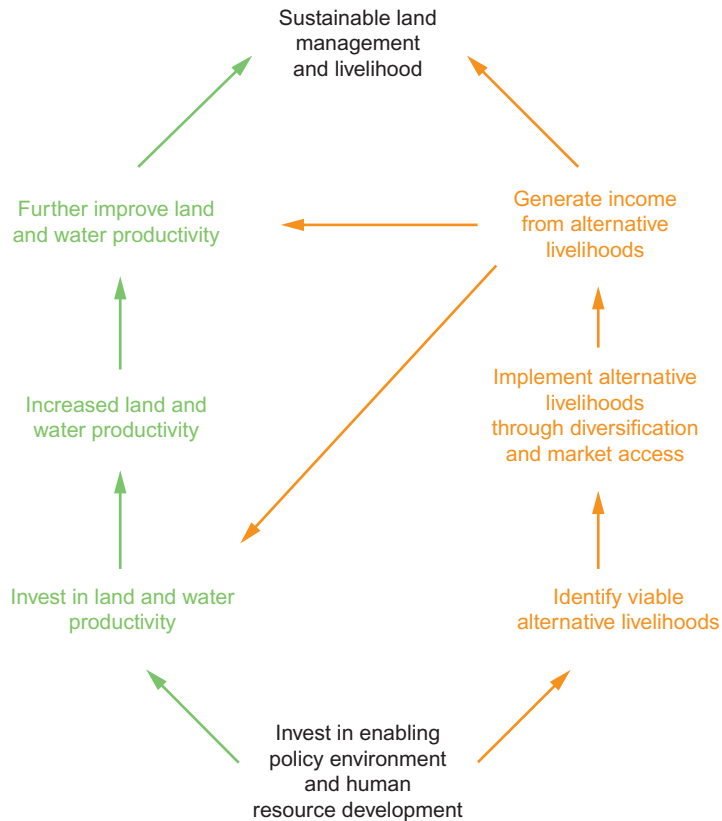 Sustainable land
management
and livelihood
Further improve land
and water productivity
Generate income
from alternative
livelihoods
Increased land and
water productivity
Implement alternative
livelihoods
through diversification
and market access
Invest in land and water
productivity
Identify viable
alternative livelihoods
Invest in enabling
policy environment
and human
resource development